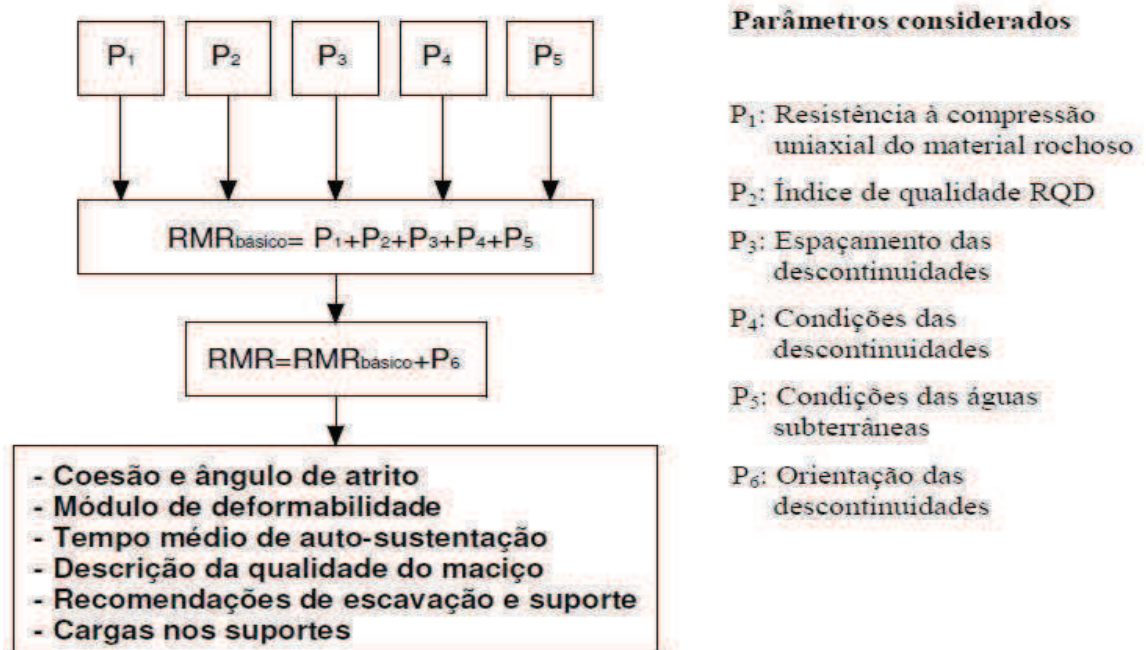 P₁ P₂ P₃ P₄ P₅
RMRbásico= P₁+P₂+P₃+P₄+P₅
RMR=RMRbásico+P₆
- Coesão e ângulo de atrito
- Módulo de deformabilidade
- Tempo médio de auto-sustentação
- Descrição da qualidade do maciço
- Recomendações de escavação e suporte
- Cargas nos suportes
Parâmetros considerados
P₁: Resistência à compressão
uniaxial do material rochoso
P₂: Índice de qualidade RQD
P₃: Espaçamento das
descontinuidades
P₄: Condições das
descontinuidades
P₅: Condições das águas
subterrâneas
P₆: Orientação das
descontinuidades